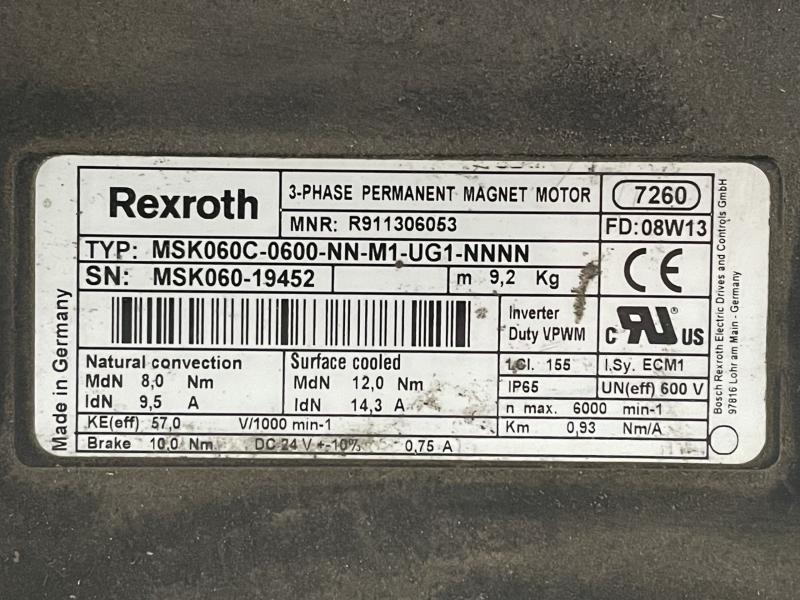 Rexroth
3-PHASE PERMANENT MAGNET MOTOR
7260
MNR: R911306053
FD: 08W13
TYP: MSK060C-0600-NN-M1-UG1-NNNN
SN: MSK060-19452
m 9,2 Kg
CE
Inverter
Duty VPWM
c RU ® US
Natural convection
MdN 8,0 Nm
IdN 9,5 A
Surface cooled
MdN 12,0 Nm
IdN 14,3 A
I.Cl. 155
I.Sy. ECM1
IP65
UN(eff) 600 V
n max. 6000 min-1
KE(eff) 57,0 V/1000 min-1
Km 0,93 Nm/A
Brake 10,0 Nm DC 24 V +-10% 0,75 A
Made in Germany
Bosch Rexroth Electric Drives and Controls GmbH
97816 Lohr am Main - Germany